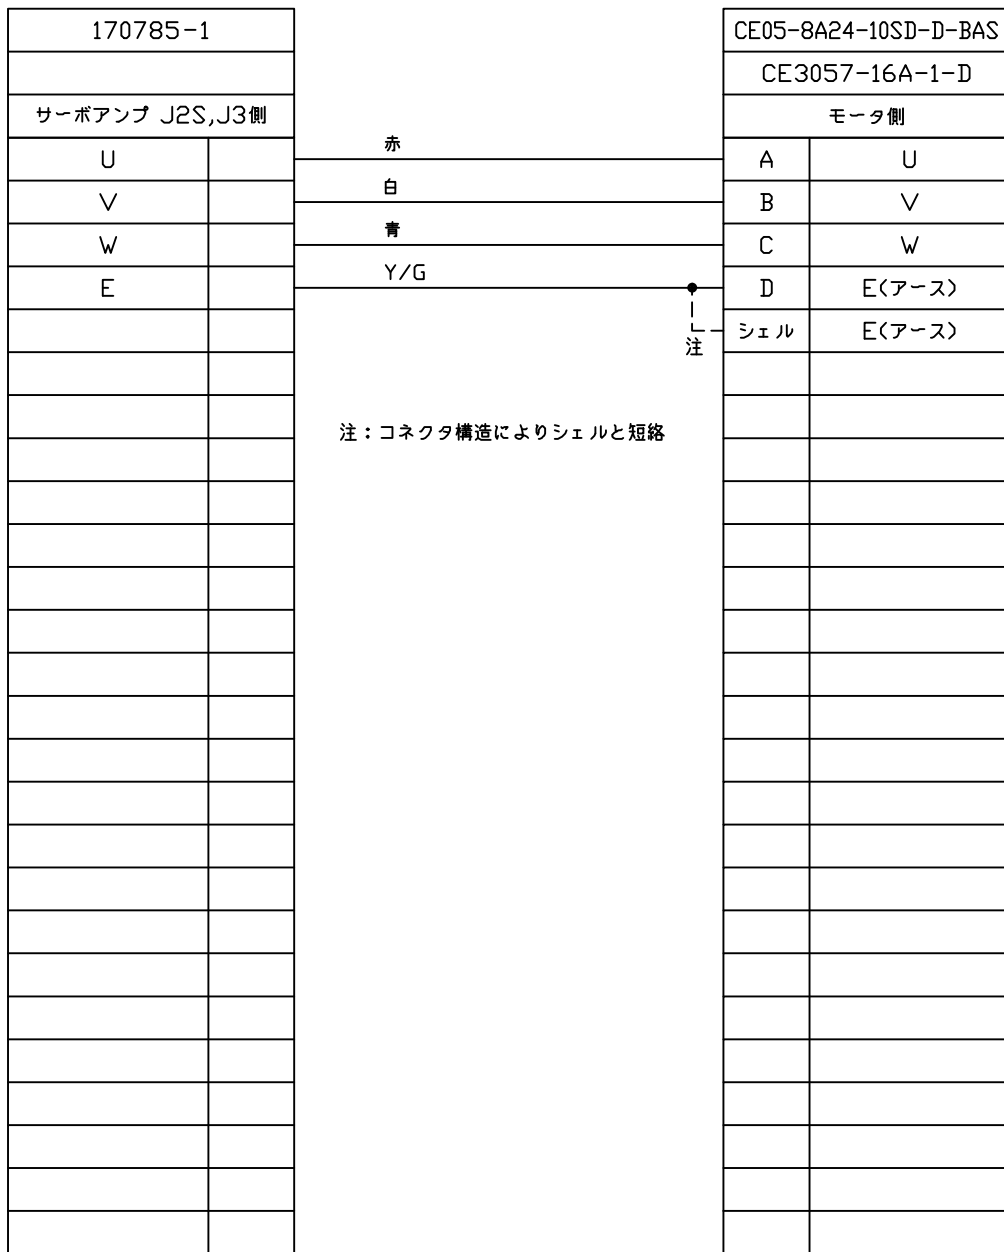 170785-1
CE05-8A24-10SD-D-BAS
CE3057-16A-1-D
サーボアンプ J2S,J3側
モータ側
U 赤 A U
V 白 B V
W 青 C W
E Y/G D E(アース)
シェル E(アース)
注
注：コネクタ構造によりシェルと短絡